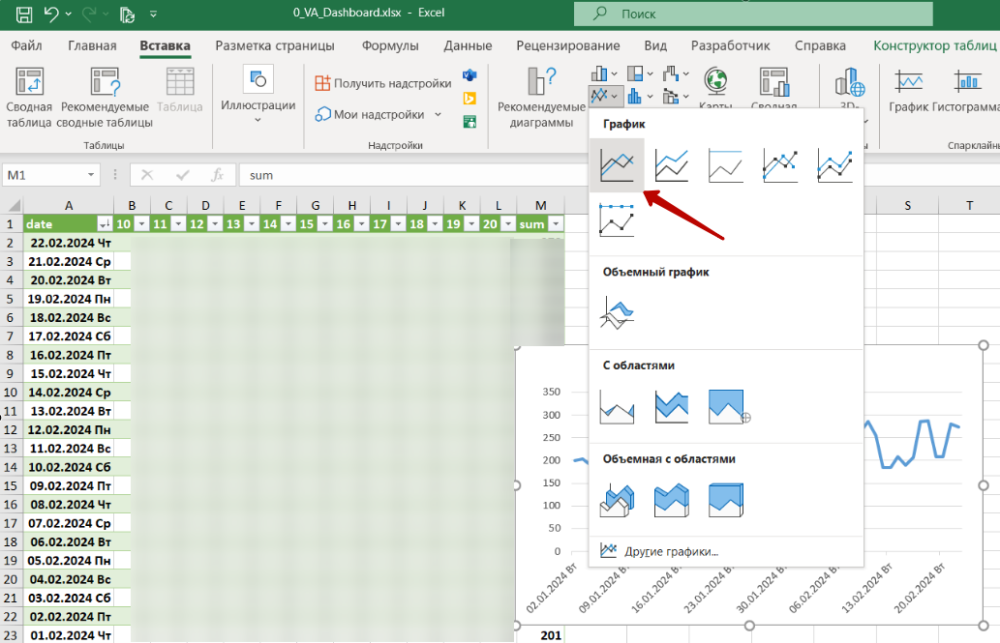 0_VA_Dashboard.xlsx - Excel
Поиск
Файл Главная Вставка Разметка страницы Формулы Данные Рецензирование Вид Разработчик Справка Конструктор таблиц
Сводная таблица
Рекомендуемые сводные таблицы
Таблица
Таблицы
Иллюстрации
Получить надстройки
Мои надстройки
Надстройки
Рекомендуемые диаграммы
Карты
Сводная
3D-
График
Гистограмма
Спарклайны
График
Объемный график
С областями
Объемная с областями
Другие графики...
M1
fx
sum
A B C D E F G H I J K L M S T
1 date 10 11 12 13 14 15 16 17 18 19 20 sum
2 22.02.2024 Чт
3 21.02.2024 Ср
4 20.02.2024 Вт
5 19.02.2024 Пн
6 18.02.2024 Вс
7 17.02.2024 Сб
8 16.02.2024 Пт
9 15.02.2024 Чт
10 14.02.2024 Ср
11 13.02.2024 Вт
12 12.02.2024 Пн
13 11.02.2024 Вс
14 10.02.2024 Сб
15 09.02.2024 Пт
16 08.02.2024 Чт
17 07.02.2024 Ср
18 06.02.2024 Вт
19 05.02.2024 Пн
20 04.02.2024 Вс
21 03.02.2024 Сб
22 02.02.2024 Пт
23 01.02.2024 Чт 201
350
300
250
200
150
100
50
0
02.01.2024 Вт
09.01.2024 Вт
16.01.2024 Вт
23.01.2024 Вт
30.01.2024 Вт
06.02.2024 Вт
13.02.2024 Вт
20.02.2024 Вт